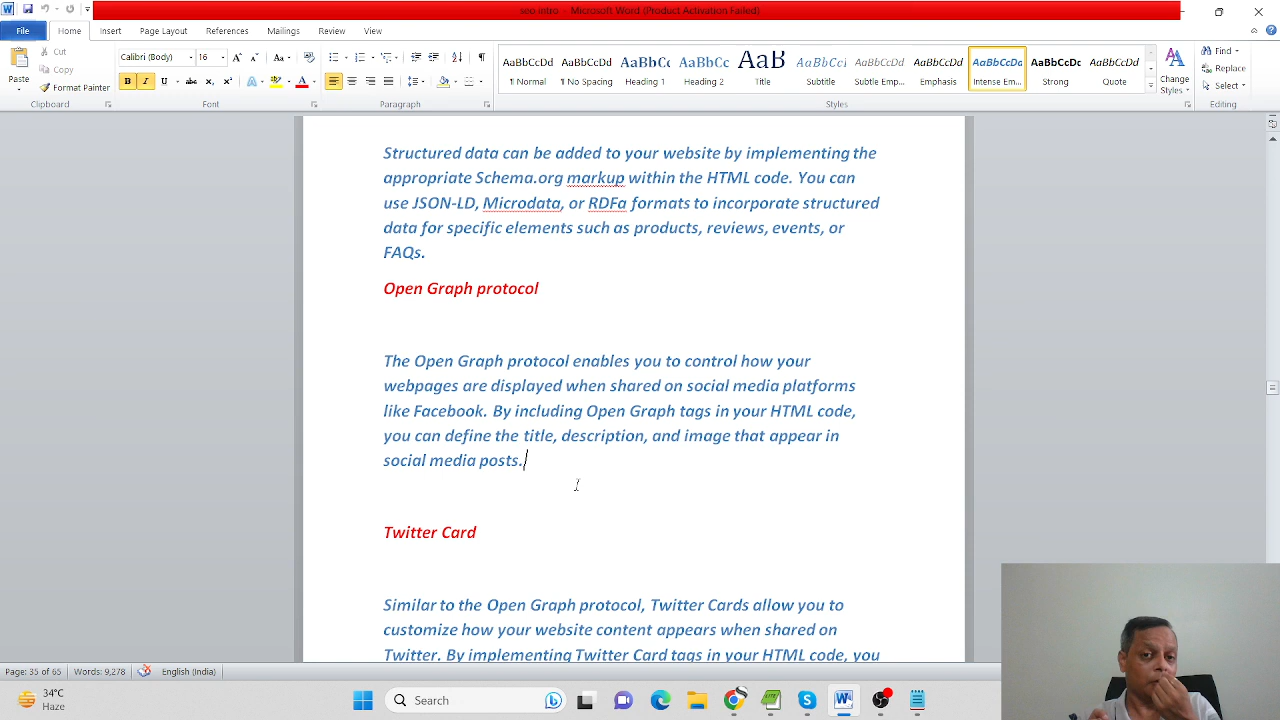 seo intro - Microsoft Word (Product Activation Failed)
File Home Insert Page Layout References Mailings Review View
Paste Cut Copy Format Painter Clipboard
Calibri (Body) 16 Font
Paragraph
AaBbCcDd AaBbCcDd AaBbCc AaBbCc AaB AaBbCcl AaBbCcDd AaBbCcDd AaBbCcDd AaBbCcDc AaBbCcDd
¶ Normal ¶ No Spacing Heading 1 Heading 2 Title Subtitle Subtle Emp... Emphasis Intense Em... Strong Quote
Styles
Change Styles
Find Replace Select Editing
Structured data can be added to your website by implementing the
appropriate Schema.org markup within the HTML code. You can
use JSON-LD, Microdata, or RDFa formats to incorporate structured
data for specific elements such as products, reviews, events, or
FAQs.
Open Graph protocol
The Open Graph protocol enables you to control how your
webpages are displayed when shared on social media platforms
like Facebook. By including Open Graph tags in your HTML code,
you can define the title, description, and image that appear in
social media posts.
Twitter Card
Similar to the Open Graph protocol, Twitter Cards allow you to
customize how your website content appears when shared on
Twitter. By implementing Twitter Card tags in your HTML code, you
Page: 35 of 65 Words: 9,278 English (India)
34°C
Haze
Search